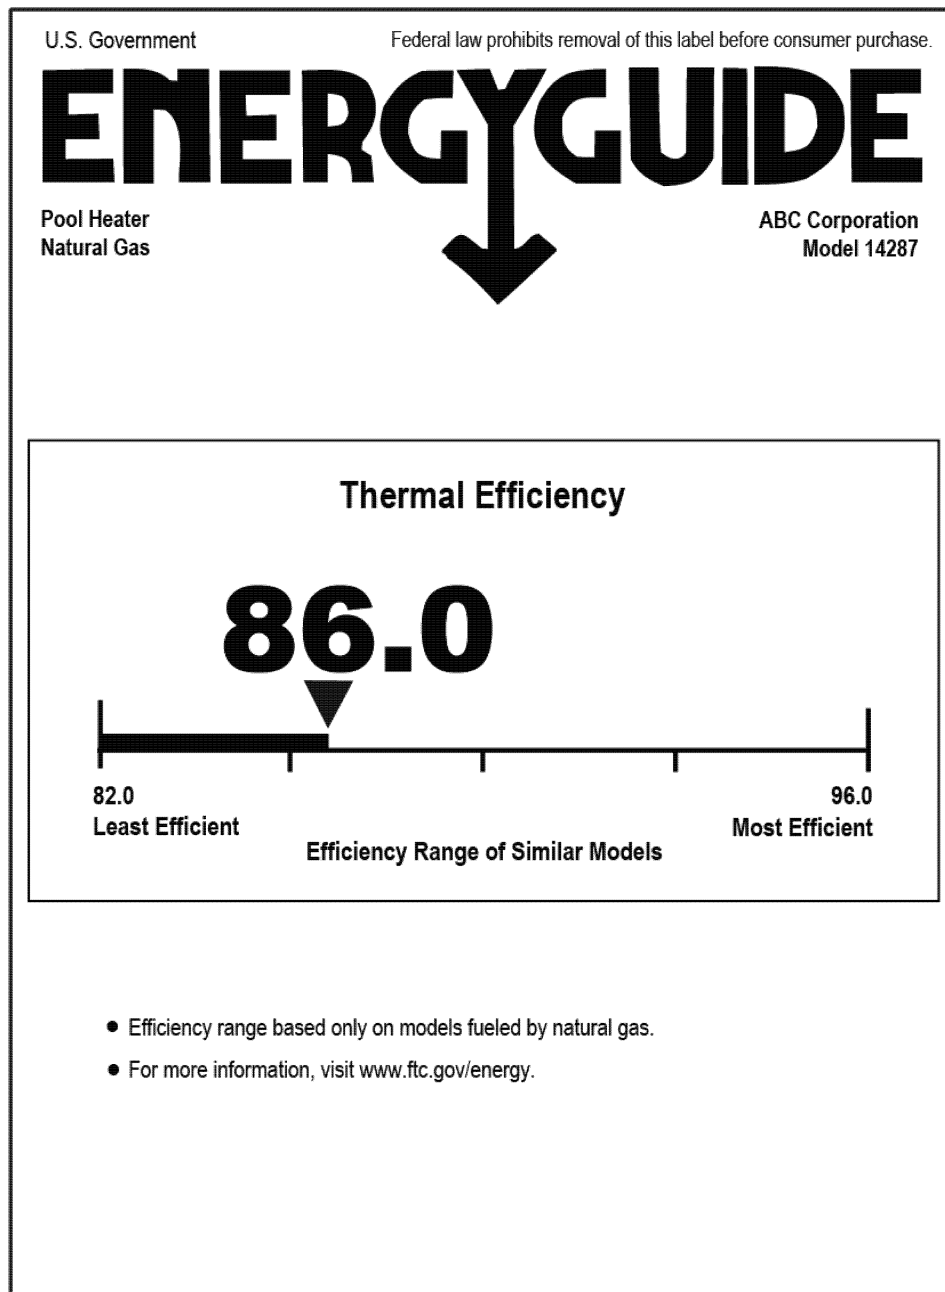 U.S. Government
Federal law prohibits removal of this label before consumer purchase.
ENERGYGUIDE
Pool Heater
Natural Gas
ABC Corporation
Model 14287
Thermal Efficiency
86.0
82.0
Least Efficient
96.0
Most Efficient
Efficiency Range of Similar Models
● Efficiency range based only on models fueled by natural gas.
● For more information, visit www.ftc.gov/energy.